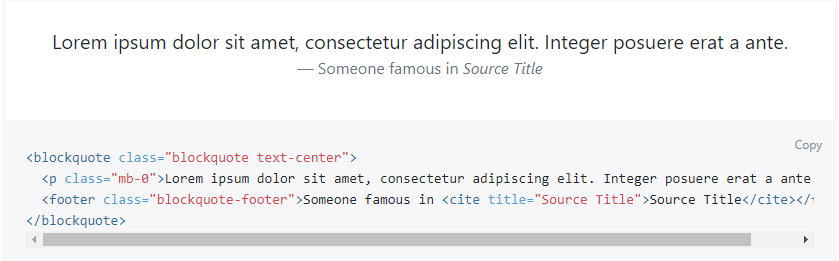 Lorem ipsum dolor sit amet, consectetur adipiscing elit. Integer posuere erat a ante.
— Someone famous in Source Title
Copy
<blockquote class="blockquote text-center">
  <p class="mb-0">Lorem ipsum dolor sit amet, consectetur adipiscing elit. Integer posuere erat a ante
  <footer class="blockquote-footer">Someone famous in <cite title="Source Title">Source Title</cite></f
</blockquote>